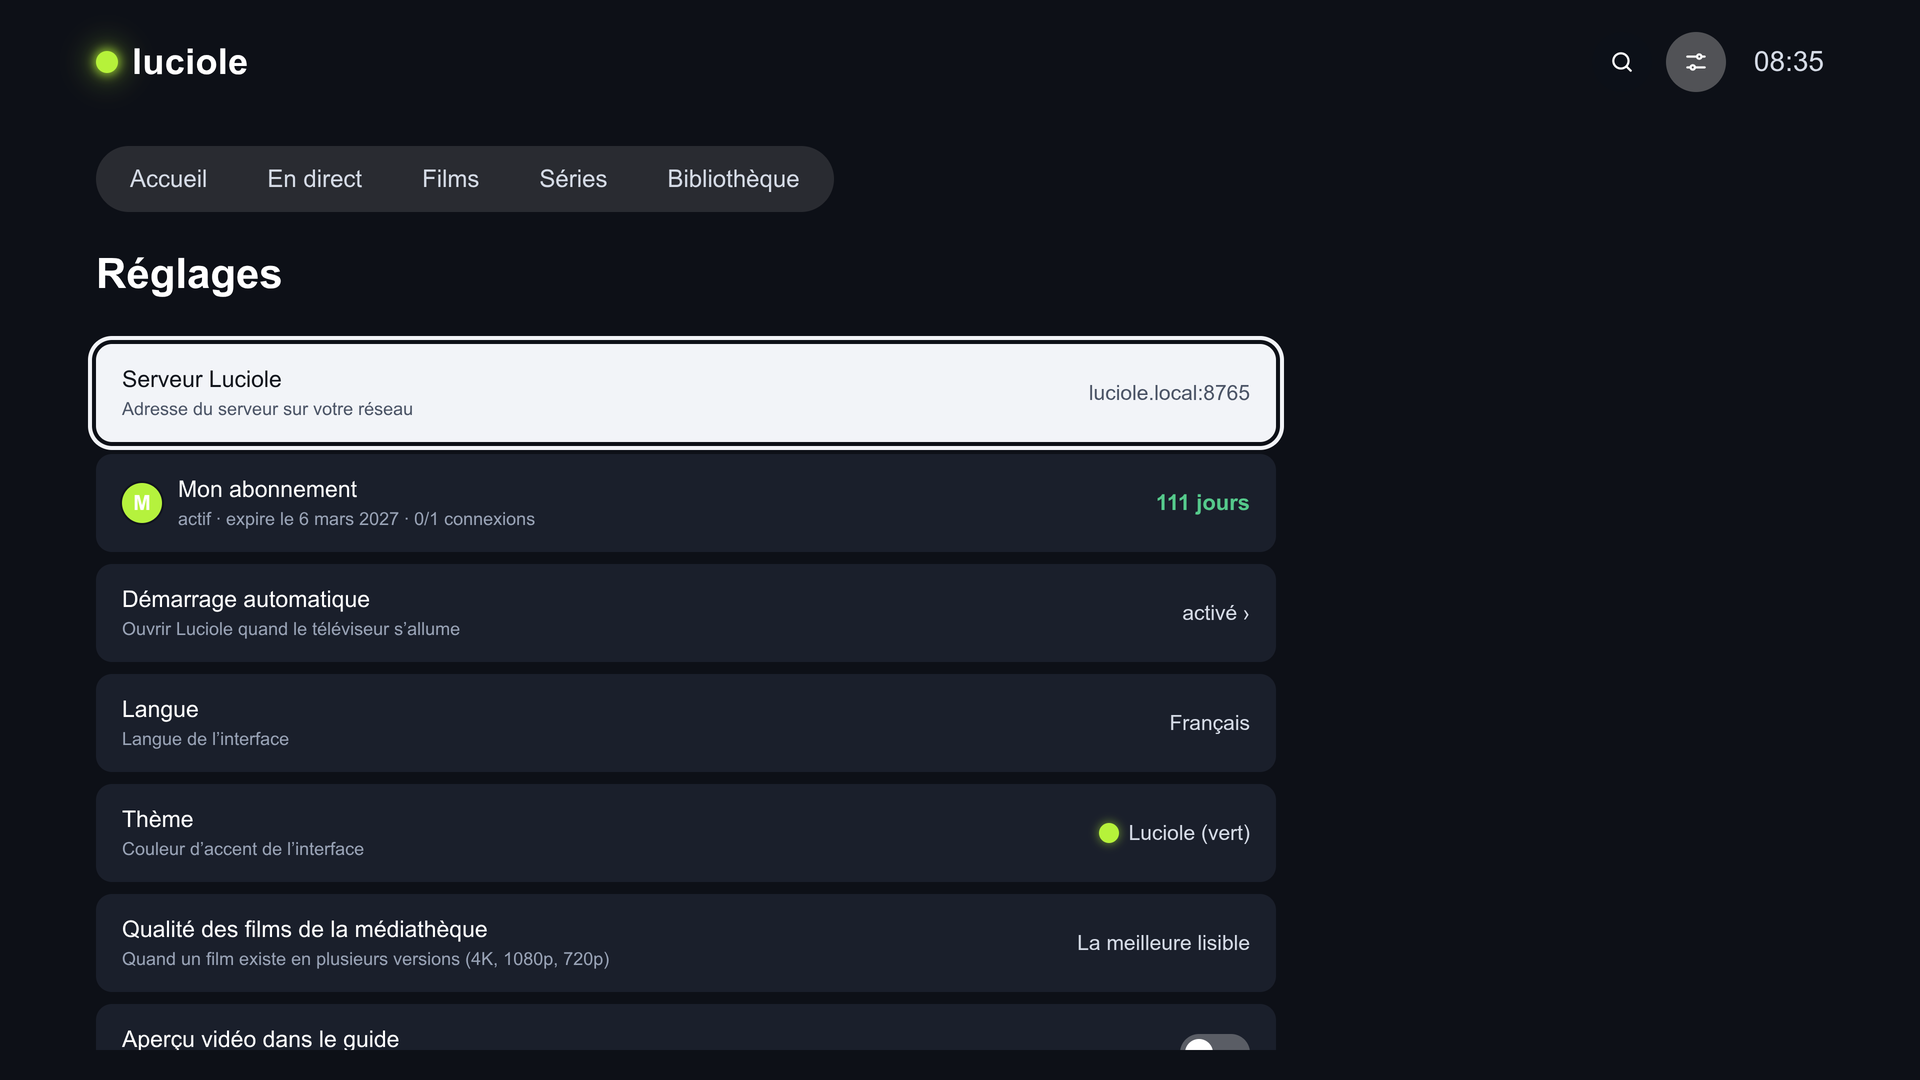 luciole
08:35
Accueil En direct Films Séries Bibliothèque
Réglages
Serveur Luciole
Adresse du serveur sur votre réseau
luciole.local:8765
M
Mon abonnement
actif · expire le 6 mars 2027 · 0/1 connexions
111 jours
Démarrage automatique
Ouvrir Luciole quand le téléviseur s’allume
activé ›
Langue
Langue de l’interface
Français
Thème
Couleur d’accent de l’interface
Luciole (vert)
Qualité des films de la médiathèque
Quand un film existe en plusieurs versions (4K, 1080p, 720p)
La meilleure lisible
Aperçu vidéo dans le guide